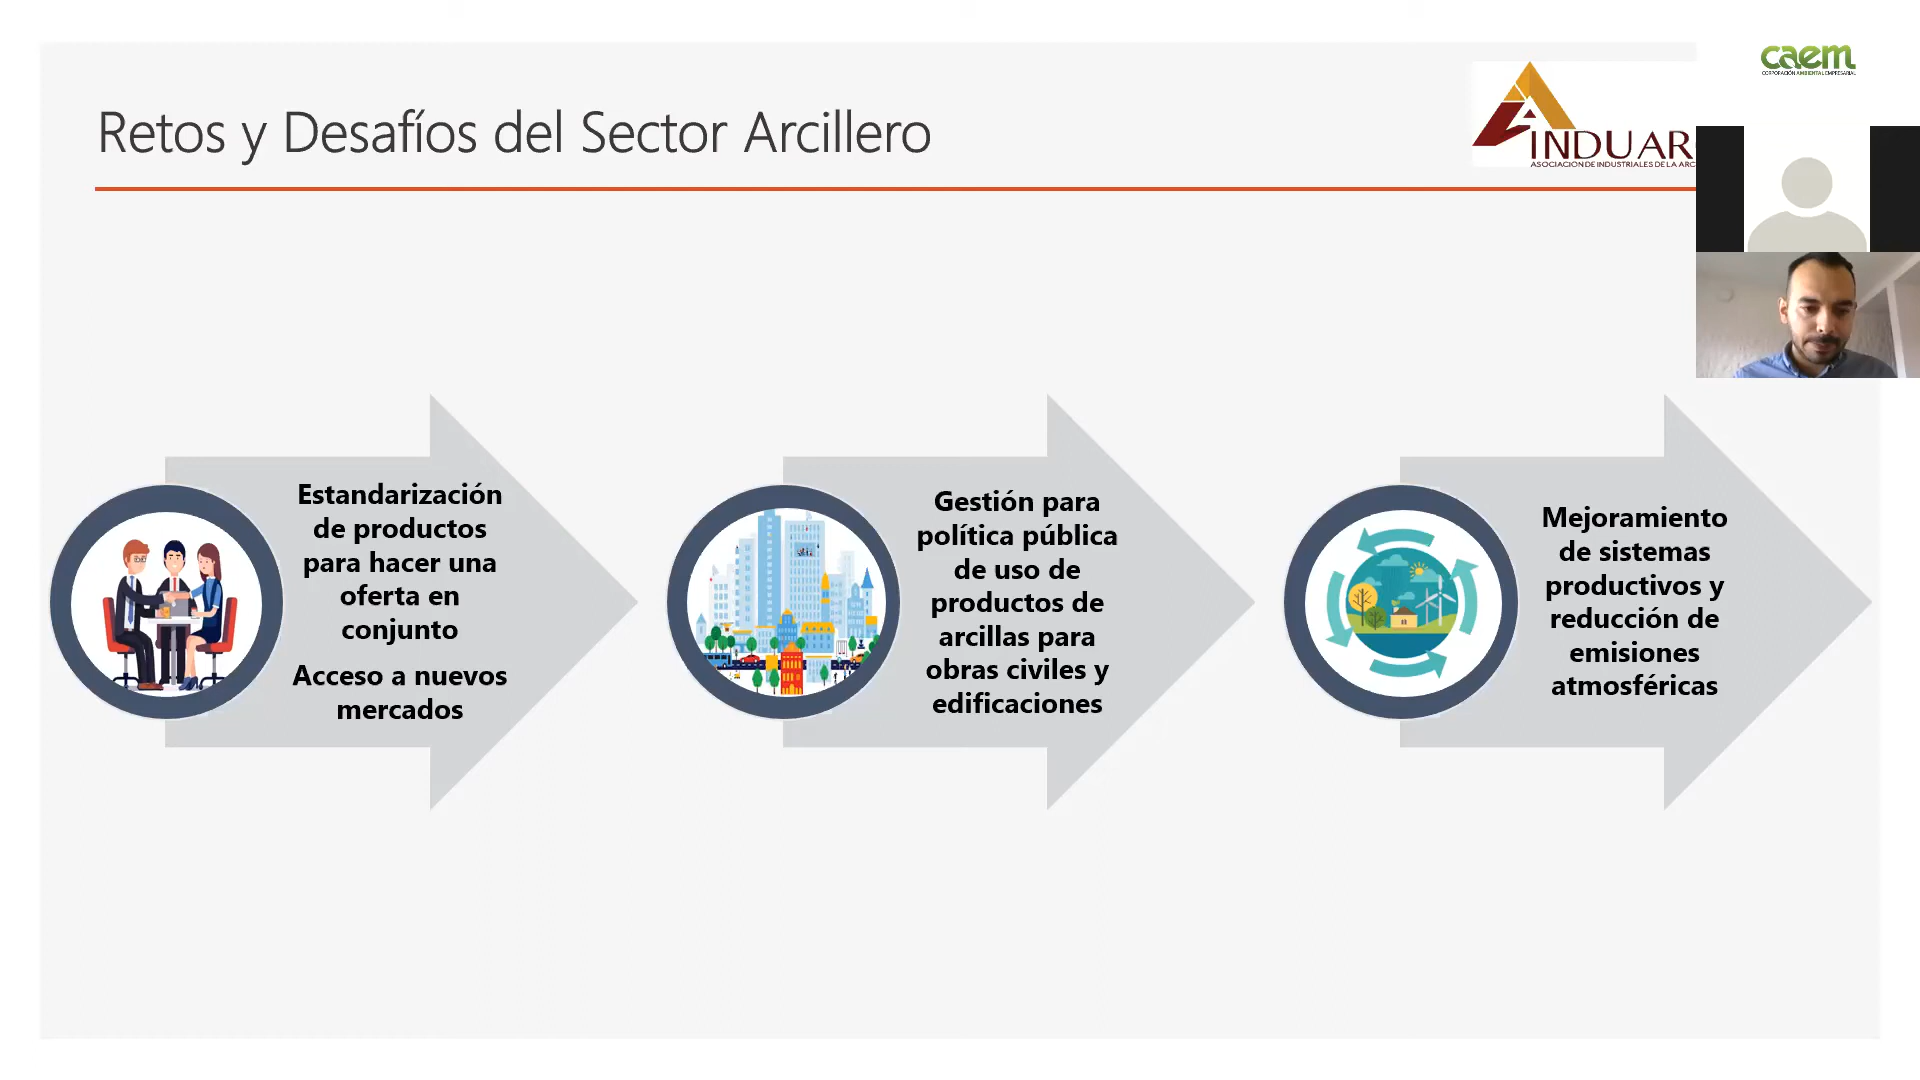 Retos y Desafíos del Sector Arcillero
caem
CORPORACIÓN AMBIENTAL EMPRESARIAL
INDUAR
ASOCIACION DE INDUSTRIALES DE LA ARC
Estandarización
de productos
para hacer una
oferta en
conjunto
Acceso a nuevos
mercados
Gestión para
política pública
de uso de
productos de
arcillas para
obras civiles y
edificaciones
Mejoramiento
de sistemas
productivos y
reducción de
emisiones
atmosféricas